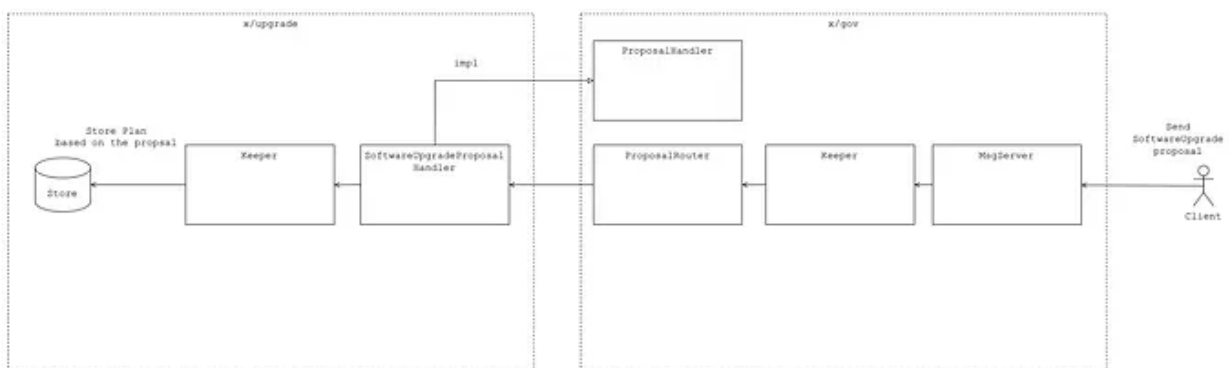 x/upgrade
x/gov
ProposalHandler
impl
Store Plan
based on the propsal
Send
SoftwareUpgrade
proposal
Keeper
SoftwareUpgradeProposal
Handler
ProposalRouter
Keeper
MsgServer
Store
Client